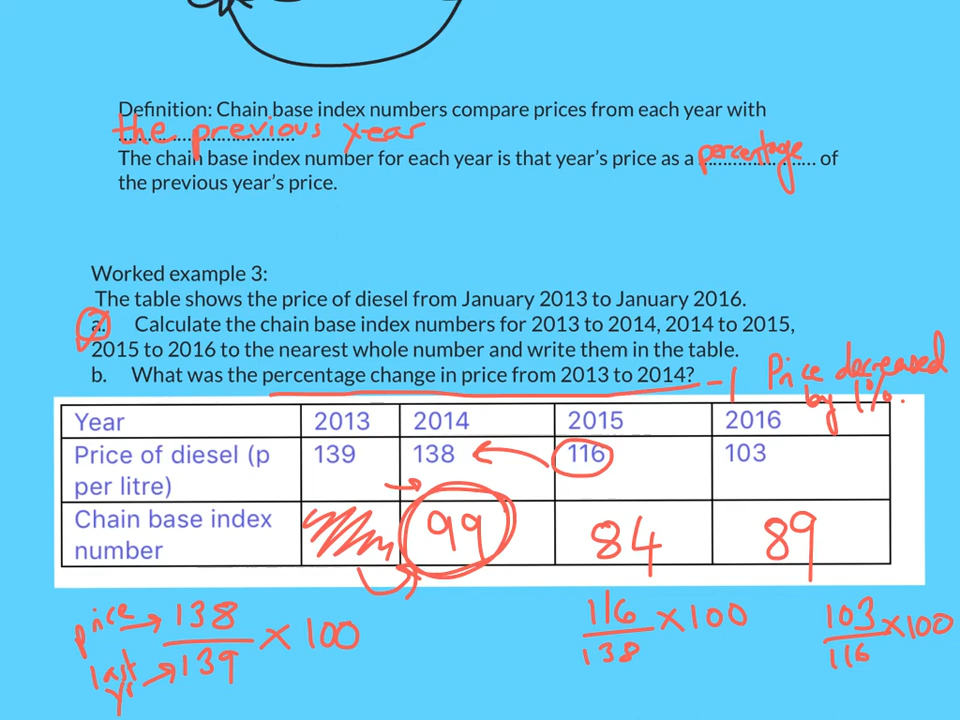 Definition: Chain base index numbers compare prices from each year with
the previous year
The chain base index number for each year is that year's price as a percentage of
the previous year's price.
Worked example 3:
The table shows the price of diesel from January 2013 to January 2016.
a. Calculate the chain base index numbers for 2013 to 2014, 2014 to 2015,
2015 to 2016 to the nearest whole number and write them in the table.
b. What was the percentage change in price from 2013 to 2014? -1 Price decreased
by 1%.
Year 2013 2014 2015 2016
Price of diesel (p 139 138 116 103
per litre)
Chain base index 99 84 89
number
price → 138 × 100 116 × 100 103 × 100
last yr → 139 138 116